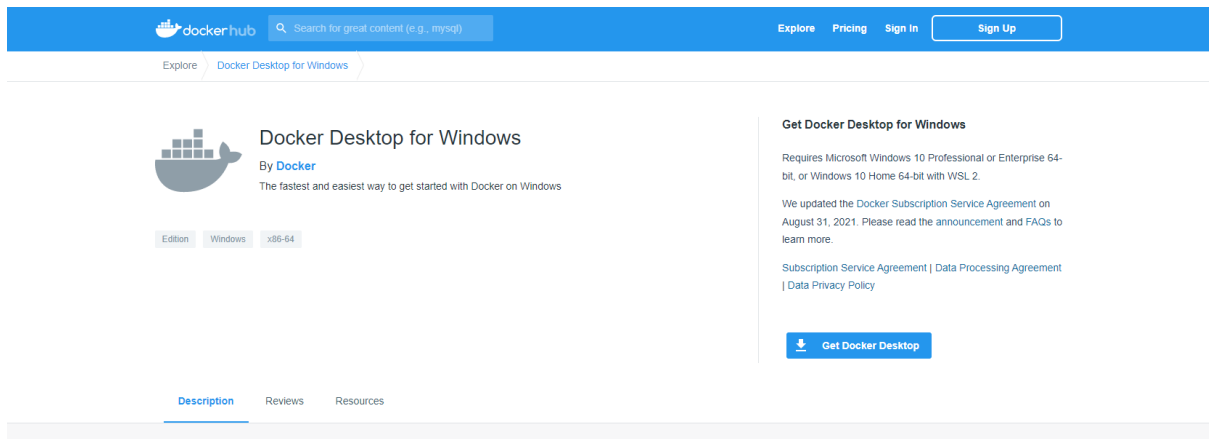 dockerhub
Search for great content (e.g., mysql)
Explore
Pricing
Sign In
Sign Up
Explore
Docker Desktop for Windows
Docker Desktop for Windows
By Docker
The fastest and easiest way to get started with Docker on Windows
Edition
Windows
x86-64
Get Docker Desktop for Windows
Requires Microsoft Windows 10 Professional or Enterprise 64-
bit, or Windows 10 Home 64-bit with WSL 2.
We updated the Docker Subscription Service Agreement on
August 31, 2021. Please read the announcement and FAQs to
learn more.
Subscription Service Agreement | Data Processing Agreement
| Data Privacy Policy
Get Docker Desktop
Description
Reviews
Resources